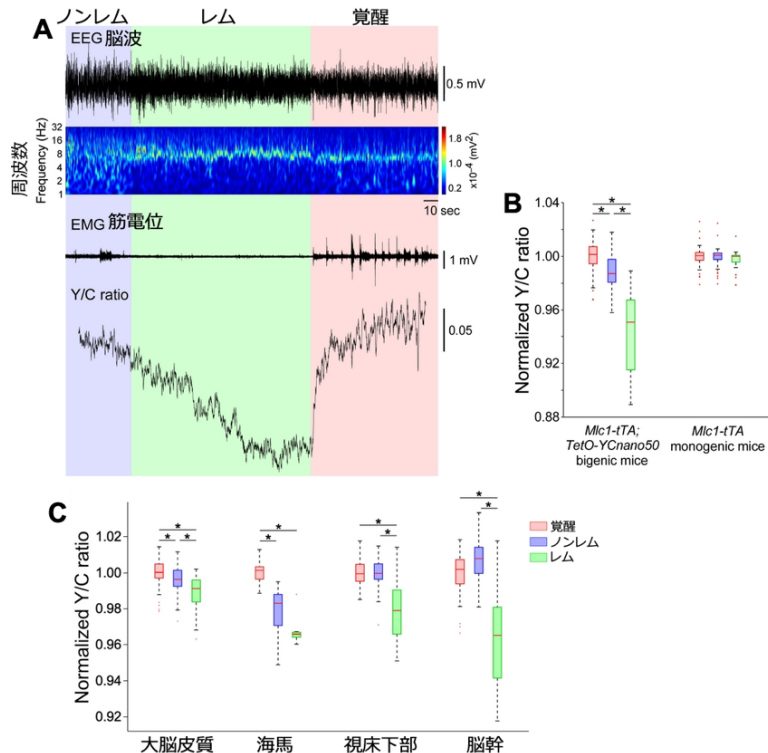 ノンレム レム 覚醒
A
EEG 脳波
0.5 mV
周波数
Frequency (Hz)
32
16
8
4
2
1
1.8
1.0
0.2
x10⁻⁴ (mV²)
10 sec
EMG 筋電位
1 mV
Y/C ratio
0.05
B
Normalized Y/C ratio
1.04
1.00
0.96
0.92
0.88
* * *
Mlc1-tTA;
TetO-YCnano50
bigenic mice
Mlc1-tTA
monogenic mice
C
Normalized Y/C ratio
1.02
1.00
0.98
0.96
0.94
0.92
* * *
* *
* *
* *
覚醒
ノンレム
レム
大脳皮質 海馬 視床下部 脳幹